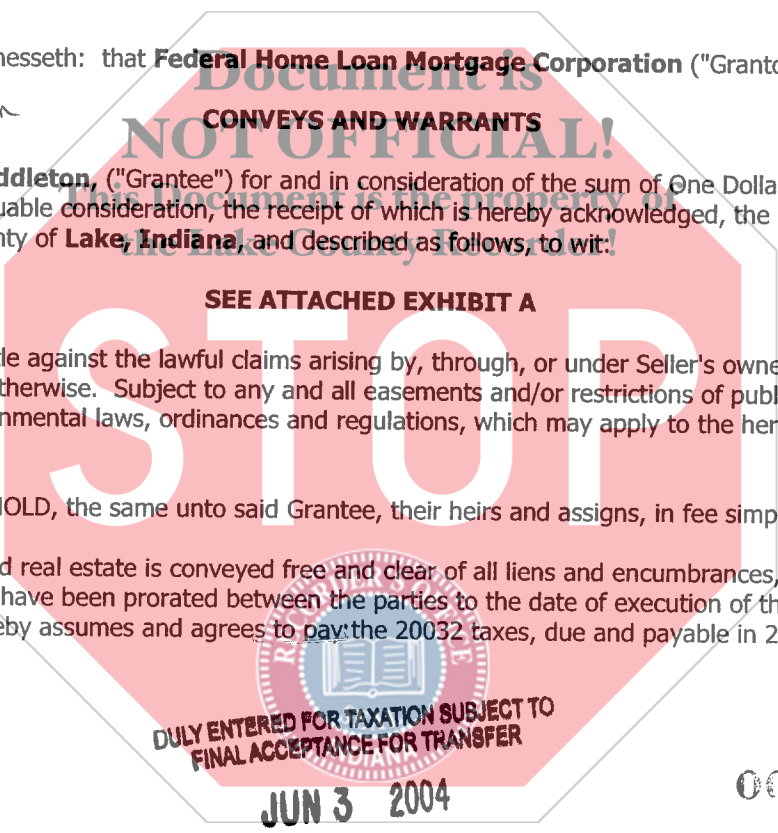 nesseth: that Federal Home Loan Mortgage Corporation ("Granto
Document is
CONVEYS AND WARRANTS
NOT OFFICIAL!
ddleton, ("Grantee") for and in consideration of the sum of One Dolla
This Document is the property of
uable consideration, the receipt of which is hereby acknowledged, the
nty of Lake, Indiana, and described as follows, to wit:
the Lake County Recorder!
SEE ATTACHED EXHIBIT A
STOP
le against the lawful claims arising by, through, or under Seller's owne
therwise. Subject to any and all easements and/or restrictions of publ
nmental laws, ordinances and regulations, which may apply to the her
HOLD, the same unto said Grantee, their heirs and assigns, in fee simp
d real estate is conveyed free and clear of all liens and encumbrances,
have been prorated between the parties to the date of execution of th
eby assumes and agrees to pay the 20032 taxes, due and payable in 2
RECORDER'S OFFICE
INDIANA
DULY ENTERED FOR TAXATION SUBJECT TO
FINAL ACCEPTANCE FOR TRANSFER
JUN 3 2004